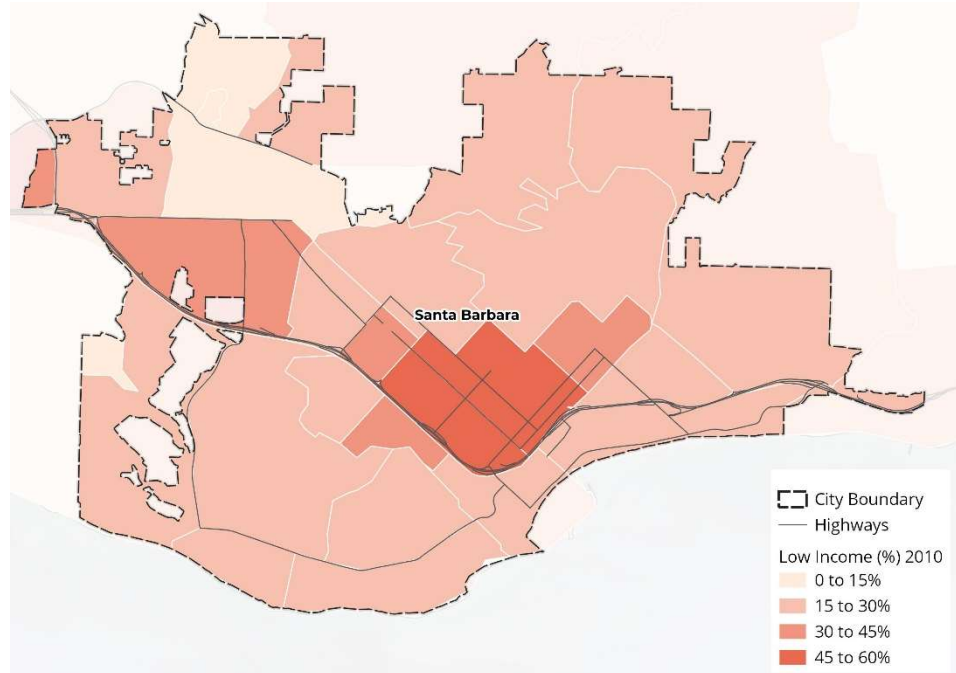 Santa Barbara
City Boundary
Highways
Low Income (%) 2010
0 to 15%
15 to 30%
30 to 45%
45 to 60%